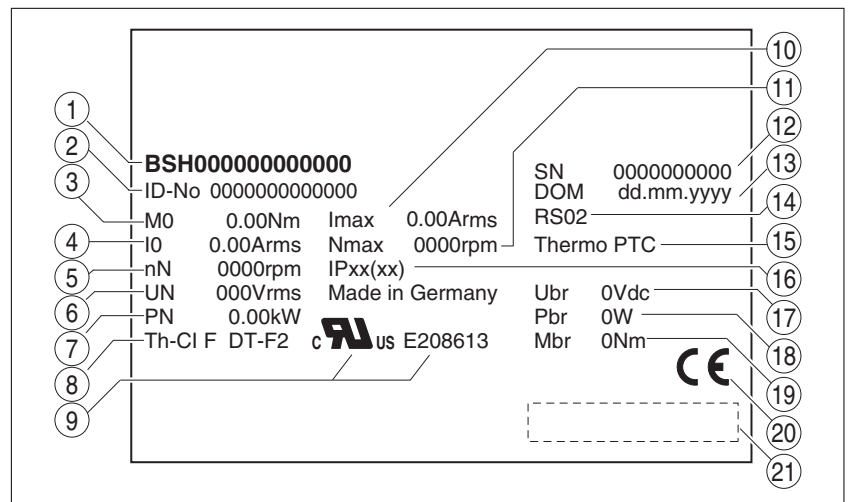 BSH000000000000
ID-No 0000000000000
M0 0.00Nm Imax 0.00Arms
I0 0.00Arms Nmax 0000rpm
nN 0000rpm IPxx(xx)
UN 000Vrms Made in Germany
PN 0.00kW
Th-CI F DT-F2 c RU US E208613
SN 0000000000
DOM dd.mm.yyyy
RS02
Thermo PTC
Ubr 0Vdc
Pbr 0W
Mbr 0Nm
CE
1
2
3
4
5
6
7
8
9
10
11
12
13
14
15
16
17
18
19
20
21